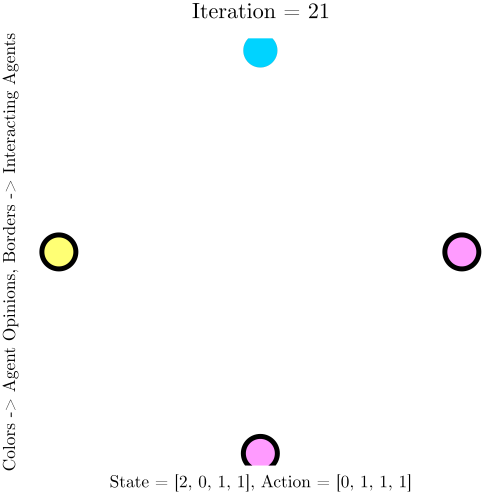 Iteration = 21
Colors -> Agent Opinions, Borders -> Interacting Agents
State = [2, 0, 1, 1], Action = [0, 1, 1, 1]